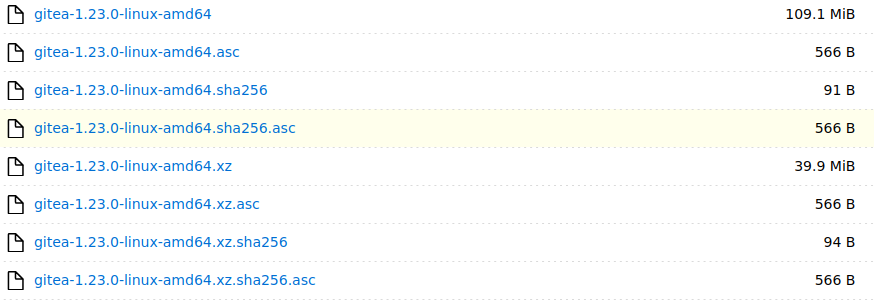 gitea-1.23.0-linux-amd64 109.1 MiB
gitea-1.23.0-linux-amd64.asc 566 B
gitea-1.23.0-linux-amd64.sha256 91 B
gitea-1.23.0-linux-amd64.sha256.asc 566 B
gitea-1.23.0-linux-amd64.xz 39.9 MiB
gitea-1.23.0-linux-amd64.xz.asc 566 B
gitea-1.23.0-linux-amd64.xz.sha256 94 B
gitea-1.23.0-linux-amd64.xz.sha256.asc 566 B